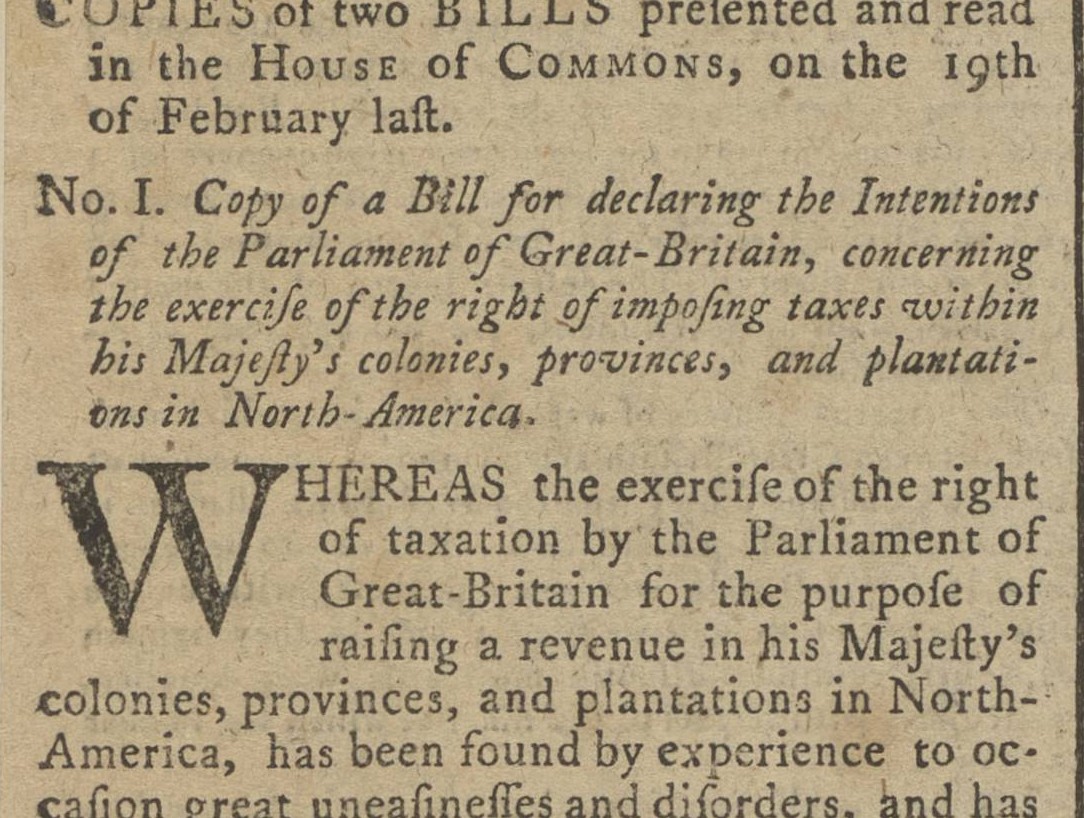 COPIES of two BILLS preſented and read
in the HOUSE of COMMONS, on the 19th
of February laſt.
No. I. Copy of a Bill for declaring the Intentions
of the Parliament of Great-Britain, concerning
the exerciſe of the right of impoſing taxes within
his Majeſty's colonies, provinces, and plantati-
ons in North-America.
WHEREAS the exerciſe of the right
of taxation by the Parliament of
Great-Britain for the purpoſe of
raiſing a revenue in his Majeſty's
colonies, provinces, and plantations in North-
America, has been found by experience to oc-
caſion great uneaſineſſes and diſorders, and has